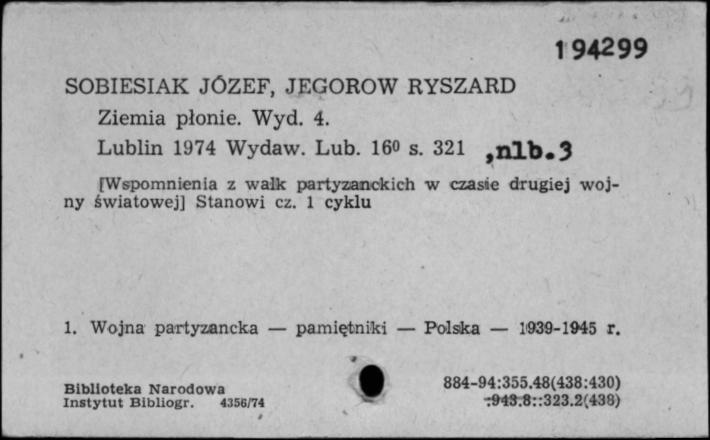 194299
SOBIESIAK JÓZEF, JEGOROW RYSZARD
Ziemia płonie. Wyd. 4.
Lublin 1974 Wydaw. Lub. 16⁰ s. 321 ,nlb.3
[Wspomnienia z walk partyzanckich w czasie drugiej woj-
ny światowej] Stanowi cz. 1 cyklu
1. Wojna partyzancka — pamiętniki — Polska — 1939-1945 r.
884-94:355.48(438:430)
:943.8::323.2(438)
Biblioteka Narodowa
Instytut Bibliogr. 4356/74